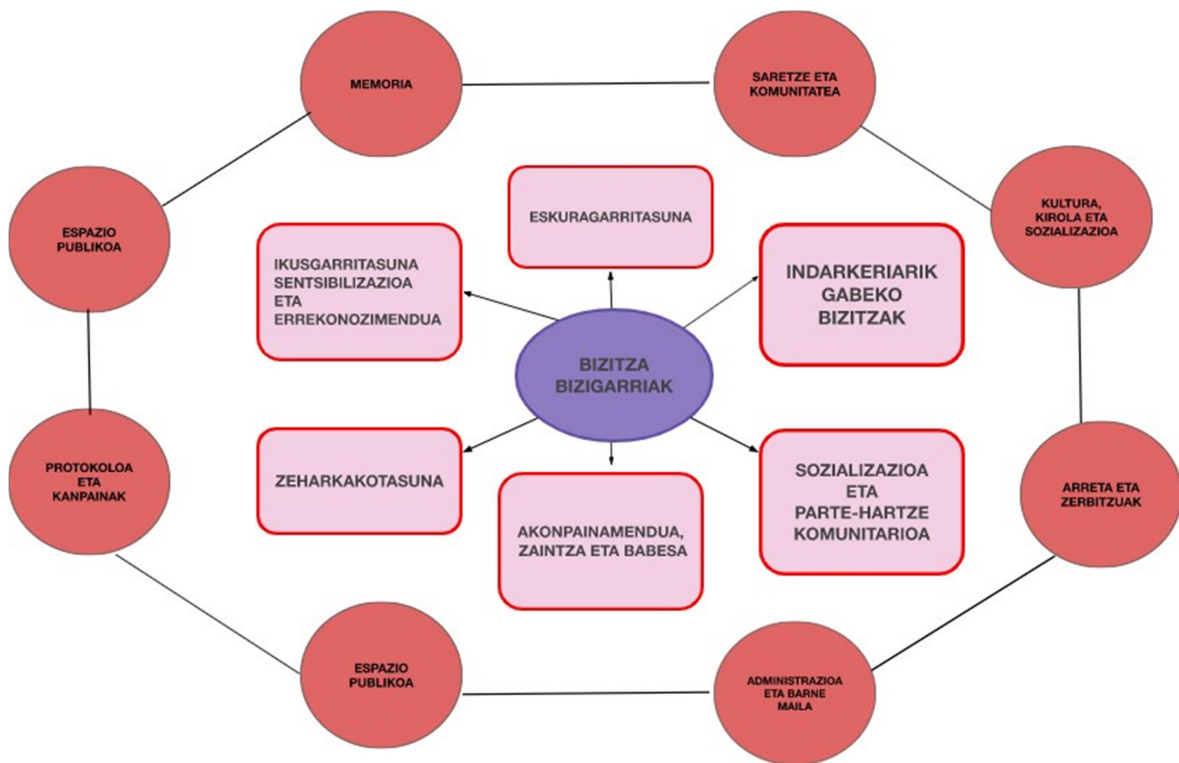 MEMORIA
SARETZE ETA
KOMUNITATEA
ESPAZIO
PUBLIKOA
KULTURA,
KIROLA ETA
SOZIALIZAZIOA
ESKURAGARRITASUNA
IKUSGARRITASUNA
SENTSIBILIZAZIOA
ETA
ERREKONOZIMENDUA
INDARKERIARIK
GABEKO
BIZITZAK
BIZITZA
BIZIGARRIAK
PROTOKOLOA
ETA
KANPAINAK
ZEHARKAKOTASUNA
AKONPAINAMENDUA,
ZAINTZA ETA BABESA
SOZIALIZAZIOA
ETA
PARTE-HARTZE
KOMUNITARIOA
ARRETA ETA
ZERBITZUAK
ESPAZIO
PUBLIKOA
ADMINISTRAZIOA
ETA BARNE
MAILA